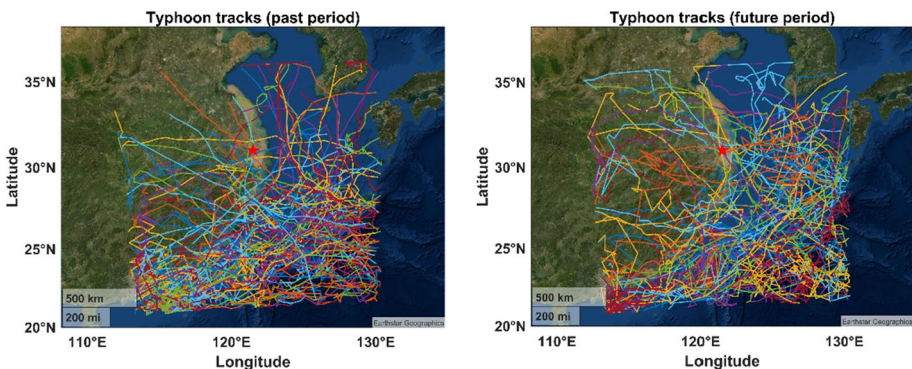 Typhoon tracks (past period)
35°N
30°N
25°N
20°N
Latitude
500 km
200 mi
Earthstar Geographics
110°E 120°E 130°E
Longitude
Typhoon tracks (future period)
35°N
30°N
25°N
20°N
Latitude
500 km
200 mi
Earthstar Geographics
110°E 120°E 130°E
Longitude